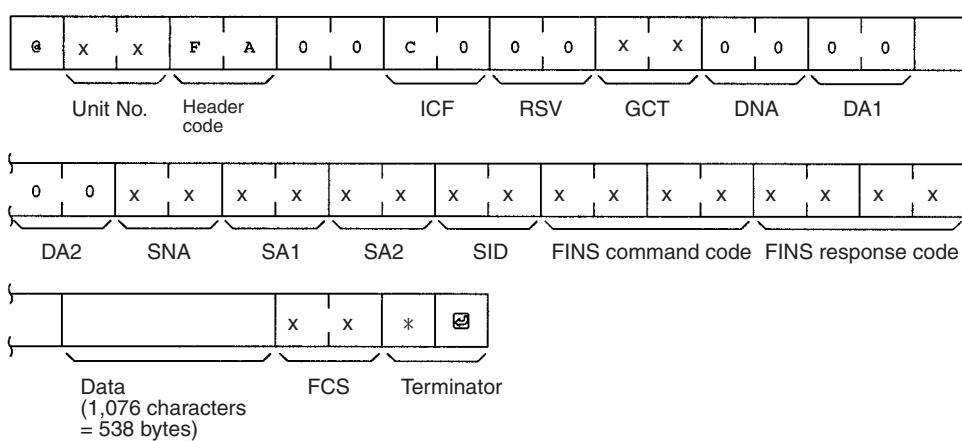 @ x x F A 0 0 C 0 0 0 x x 0 0 0 0
Unit No. Header code ICF RSV GCT DNA DA1
0 0 x x x x x x x x x x x x x x x x
DA2 SNA SA1 SA2 SID FINS command code FINS response code
x x * ↵
Data FCS Terminator
(1,076 characters
= 538 bytes)